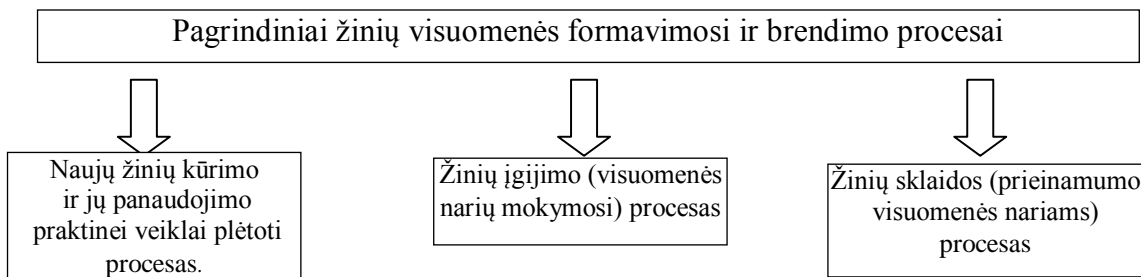 Pagrindiniai žinių visuomenės formavimosi ir brendimo procesai
Naujų žinių kūrimo
ir jų panaudojimo
praktinei veiklai plėtoti
procesas.
Žinių įgijimo (visuomenės
narių mokymosi) procesas
Žinių sklaidos (prieinamumo
visuomenės nariams)
procesas